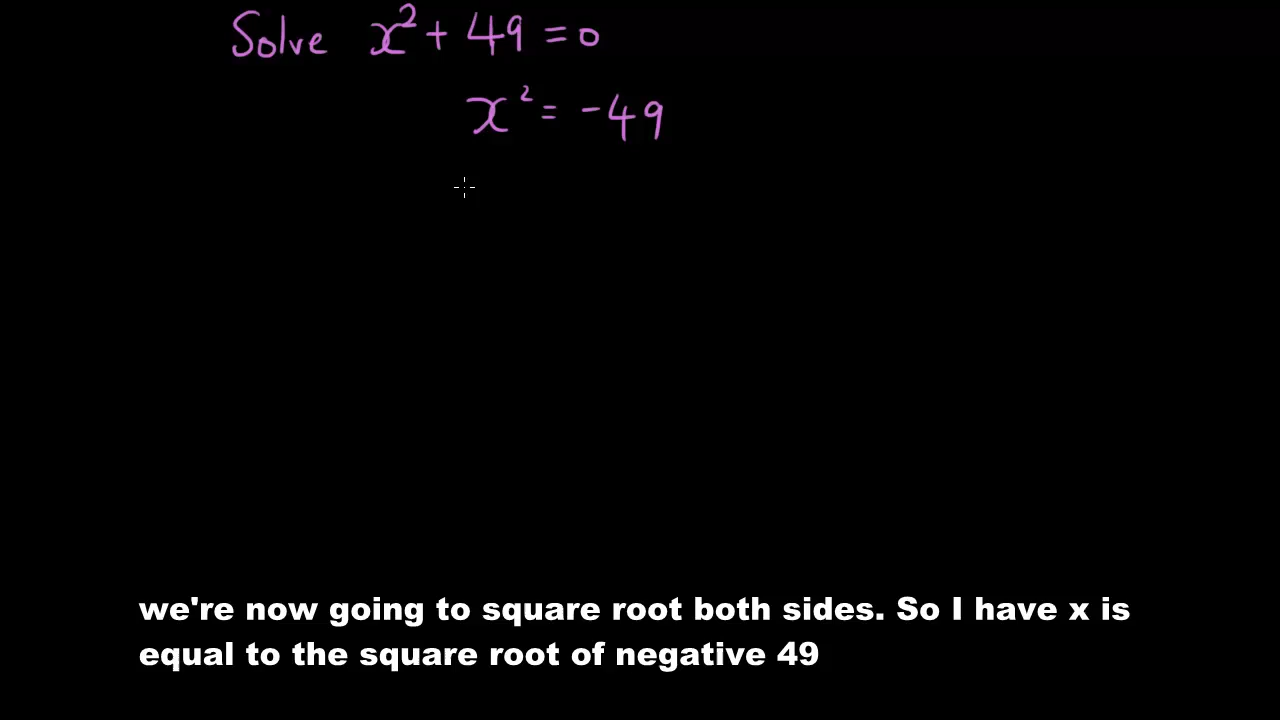 Solve x² + 49 = 0
x² = -49
we're now going to square root both sides. So I have x is
equal to the square root of negative 49